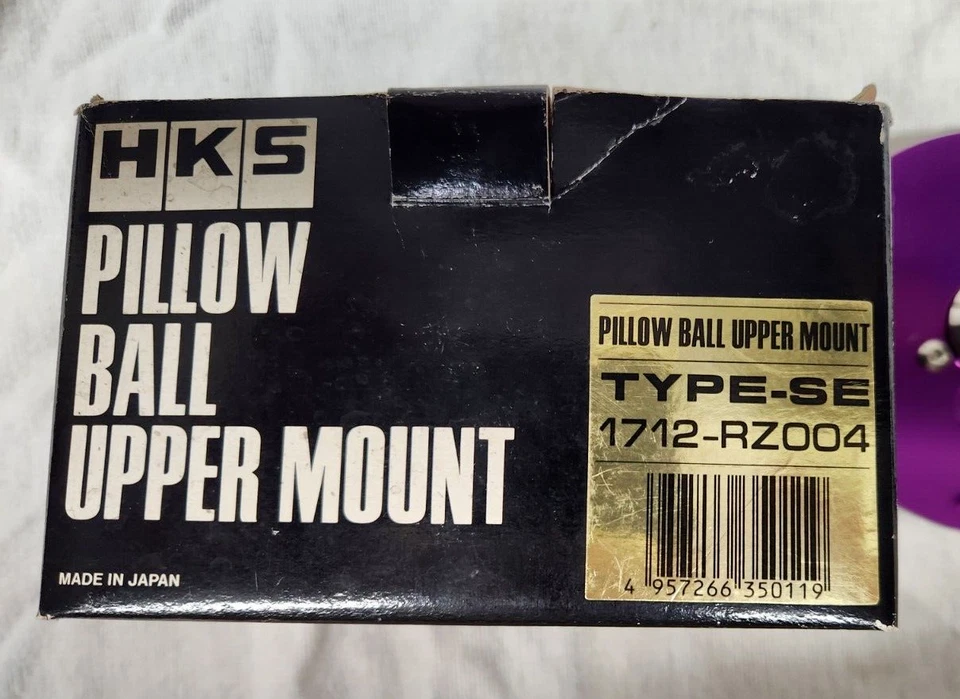 HKS
PILLOW
BALL
UPPER MOUNT
MADE IN JAPAN
PILLOW BALL UPPER MOUNT
TYPE-SE
1712-RZ004
4 957266 350119